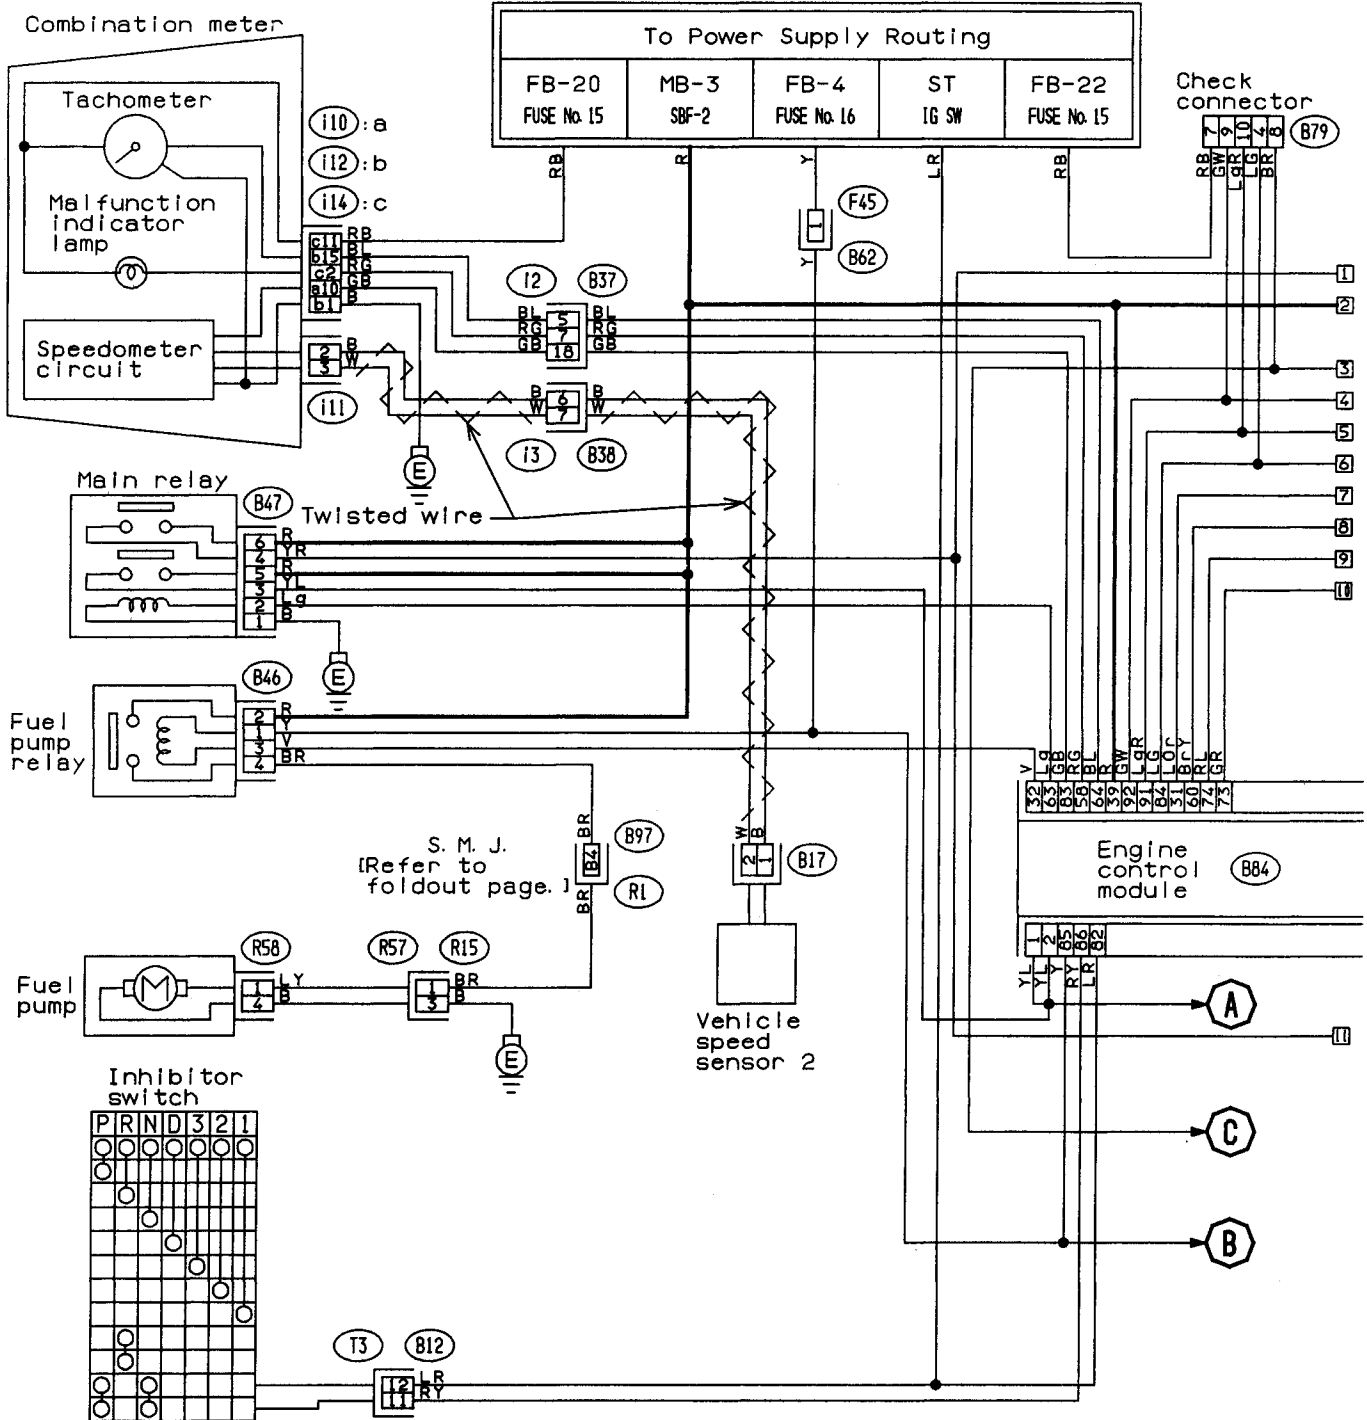 Combination meter
Tachometer
Malfunction
indicator
lamp
Speedometer
circuit
i10 : a
i12 : b
i14 : c
c11 RB
b15 BL
c2 RG
a10 GB
b1 B
2 B
3 W
i11
To Power Supply Routing
FB-20 MB-3 FB-4 ST FB-22
FUSE No. 15 SBF-2 FUSE No. 16 IG SW FUSE No. 15
RB R Y LR RB
F45
1
B62
Y
Check
connector
7 9 10 4 8
B79
RB GW LgR LG BR
i2 B37
BL 5 BL
RG 7 RG
GB 18 GB
B 6 B
W 7 W
i3 B38
E
Twisted wire
1
2
3
4
5
6
7
8
9
10
11
Main relay
B47
6 R
4 YR
5 R
3 YL
2 Lg
1 B
E
Fuel
pump
relay
B46
2 R
1 Y
3 V
4 BR
S. M. J.
[Refer to
foldout page. ]
BR
B97
B4
R1
BR
W B
2 1
B17
Vehicle
speed
sensor 2
V Lg GB RG BL R GW LgR LG Lor BrY RL GR
32 63 83 58 64 39 92 91 84 31 60 74 73
Engine
control
module
B84
1 2 85 86 82
YL YL Y RY LR
A
C
B
Fuel
pump
M
R58
1 LY
4 B
R57 R15
1 BR
3 B
E
Inhibitor
switch
P R N D 3 2 1
T3 B12
12 LR
11 RY